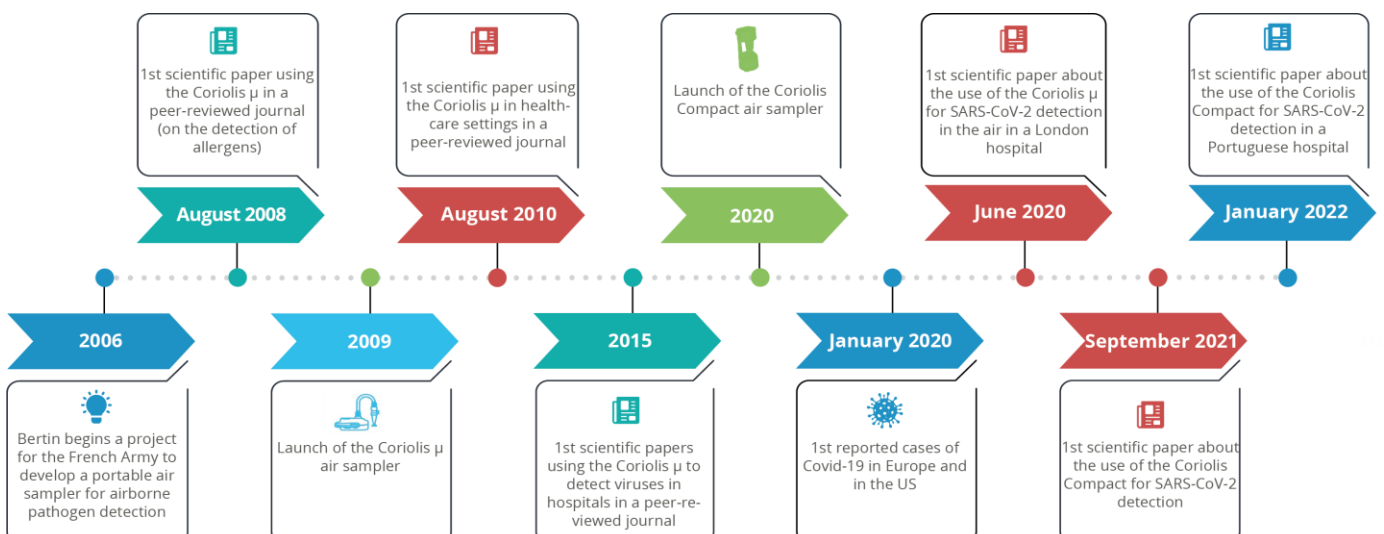 1st scientific paper using
the Coriolis μ in a
peer-reviewed journal
(on the detection of
allergens)
August 2008
1st scientific paper using
the Coriolis μ in health-
care settings in a
peer-reviewed journal
August 2010
Launch of the Coriolis
Compact air sampler
2020
1st scientific paper about
the use of the Coriolis μ
for SARS-CoV-2 detection
in the air in a London
hospital
June 2020
1st scientific paper about
the use of the Coriolis
Compact for SARS-CoV-2
detection in a
Portuguese hospital
January 2022
2006
Bertin begins a project
for the French Army to
develop a portable air
sampler for airborne
pathogen detection
2009
Launch of the Coriolis μ
air sampler
2015
1st scientific papers
using the Coriolis μ to
detect viruses in
hospitals in a peer-re-
viewed journal
January 2020
1st reported cases of
Covid-19 in Europe and
in the US
September 2021
1st scientific paper about
the use of the Coriolis
Compact for SARS-CoV-2
detection